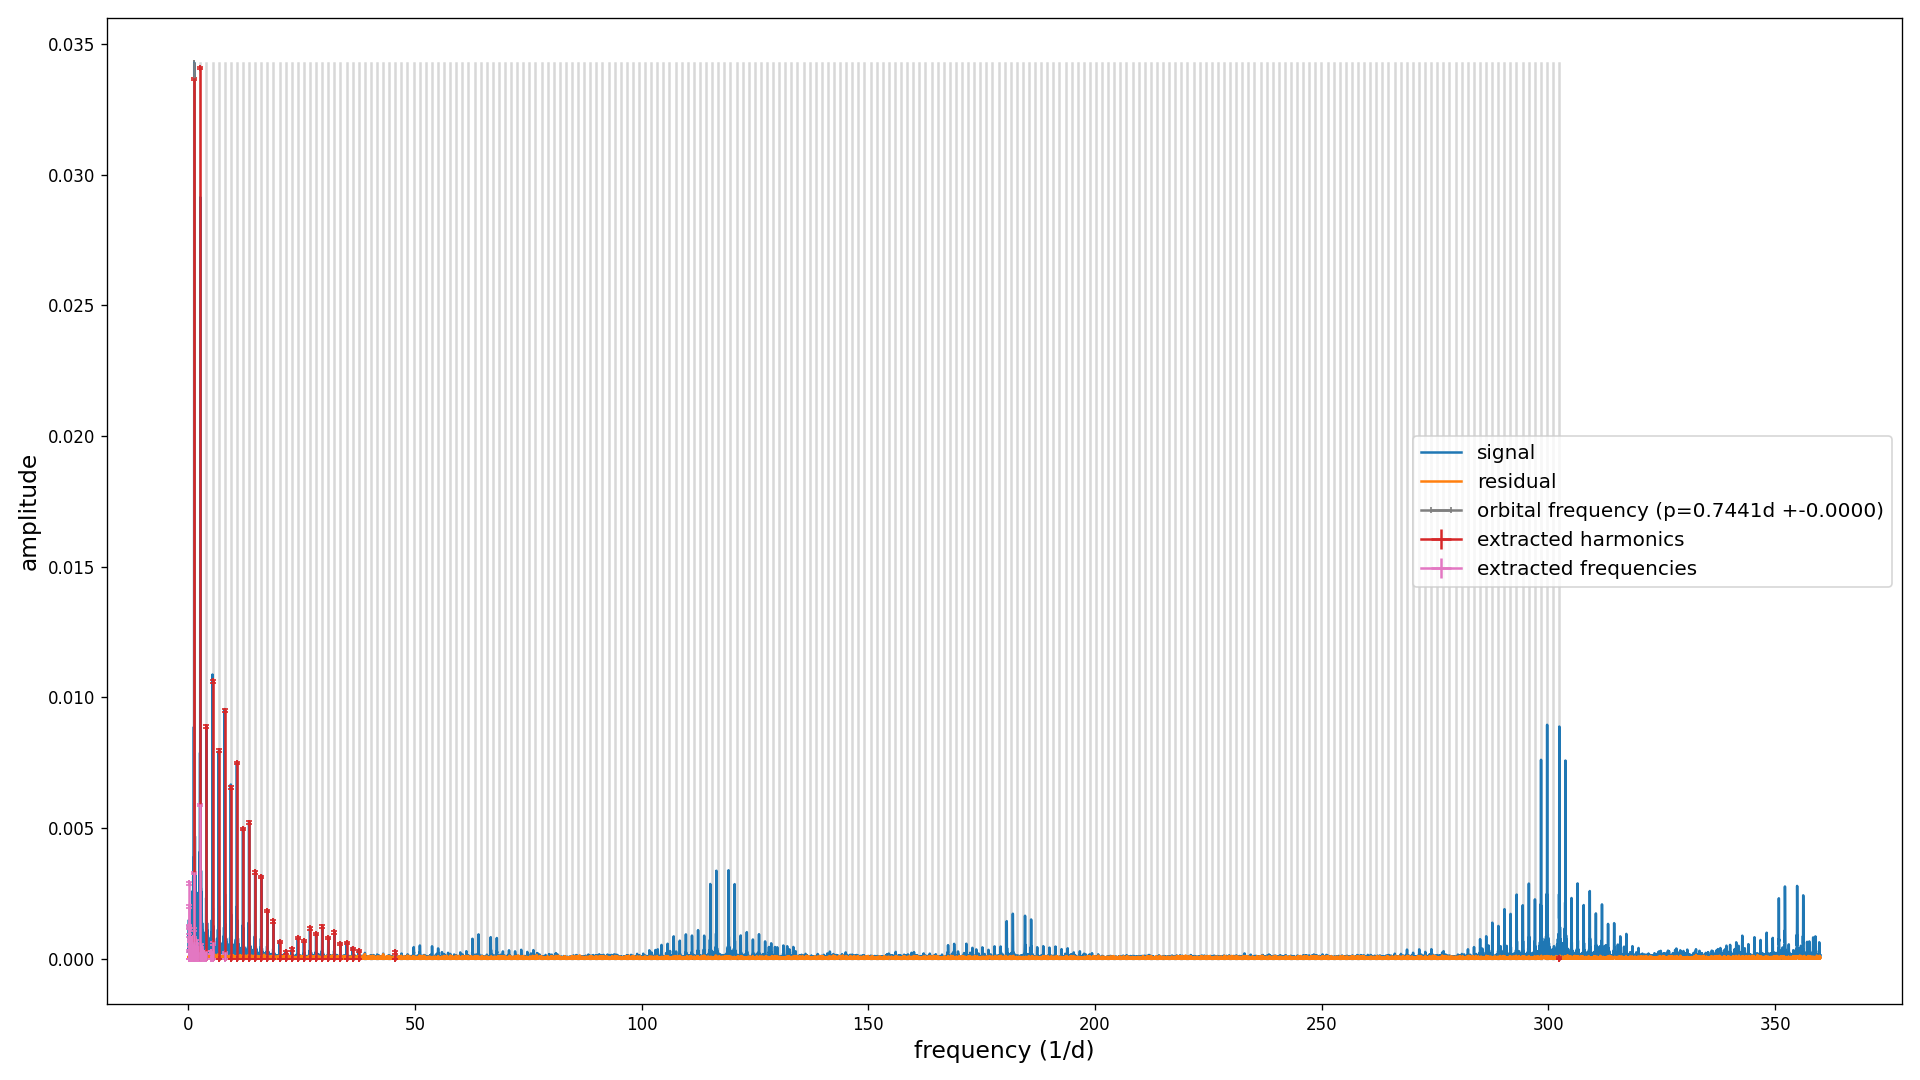 0.035
0.030
0.025
0.020
0.015
0.010
0.005
0.000
amplitude
signal
residual
orbital frequency (p=0.7441d +-0.0000)
extracted harmonics
extracted frequencies
0 50 100 150 200 250 300 350
frequency (1/d)